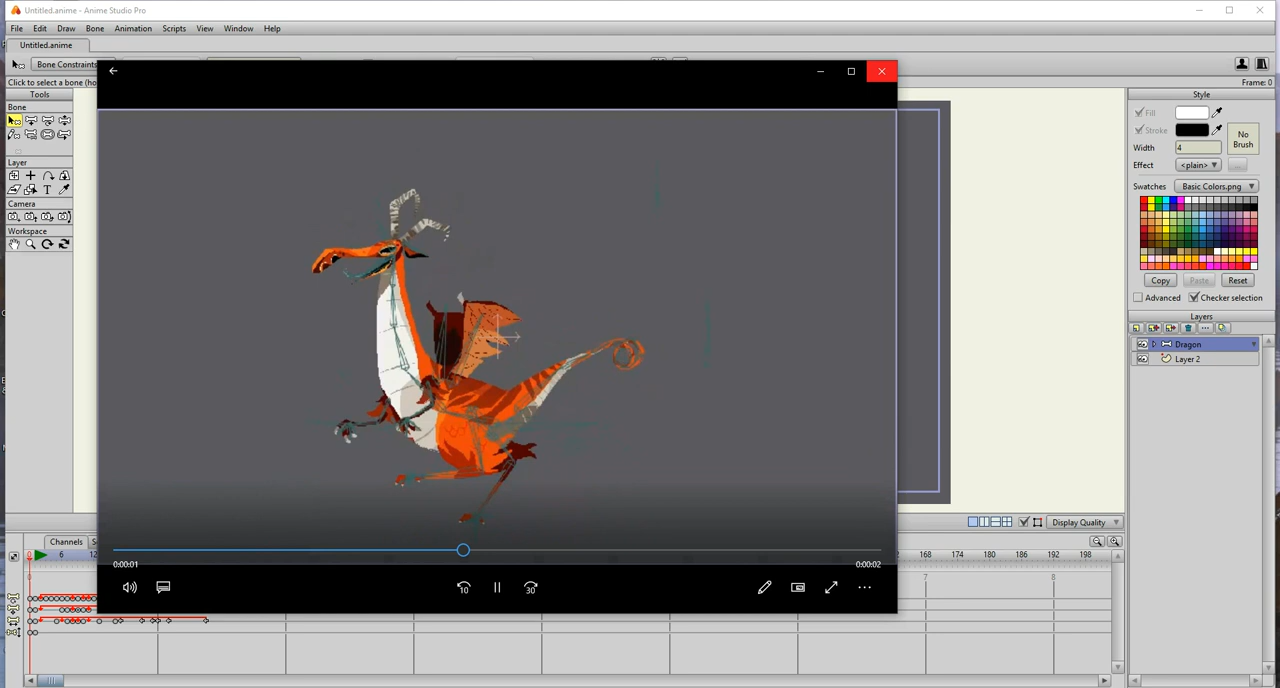 Untitled.anime - Anime Studio Pro
File Edit Draw Bone Animation Scripts View Window Help
Untitled.anime
Bone Constraints
Click to select a bone (ho
Frame: 0
Tools
Bone
Layer
T
Camera
Workspace
Style
Fill
Stroke
No Brush
Width 4
Effect <plain> ...
Swatches Basic Colors.png
Copy Paste Reset
Advanced Checker selection
Layers
Dragon
Layer 2
0:00:01 0:00:02
10 30
Display Quality
Channels S
6 12 168 174 180 186 192 198
7 8